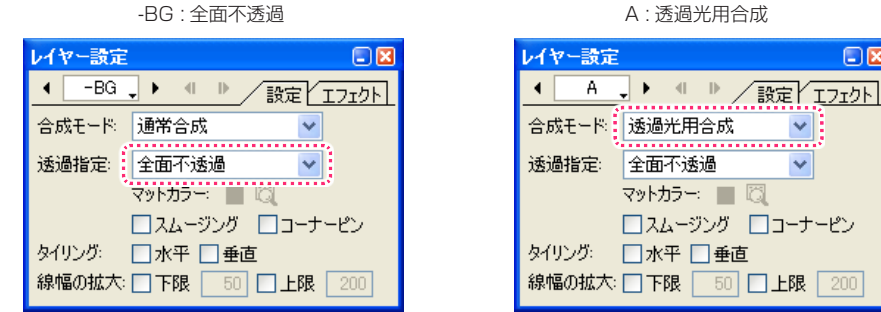 -BG : 全面不透過
レイヤー設定
-BG
設定 エフェクト
合成モード: 通常合成
透過指定: 全面不透過
マットカラー:
スムージング コーナーピン
タイリング: 水平 垂直
線幅の拡大: 下限 50 上限 200
A : 透過光用合成
レイヤー設定
A
設定 エフェクト
合成モード: 透過光用合成
透過指定: 全面不透過
マットカラー:
スムージング コーナーピン
タイリング: 水平 垂直
線幅の拡大: 下限 50 上限 200